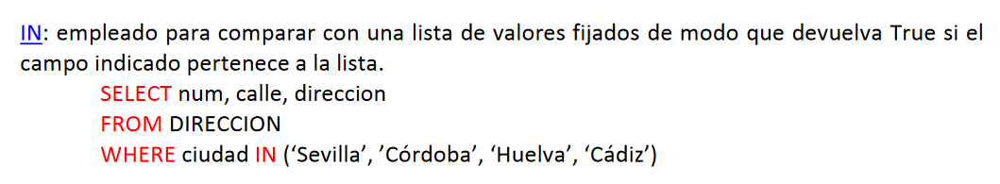 IN: empleado para comparar con una lista de valores fijados de modo que devuelva True si el
campo indicado pertenece a la lista.
SELECT num, calle, direccion
FROM DIRECCION
WHERE ciudad IN (‘Sevilla’, ’Córdoba’, ‘Huelva’, ‘Cádiz’)